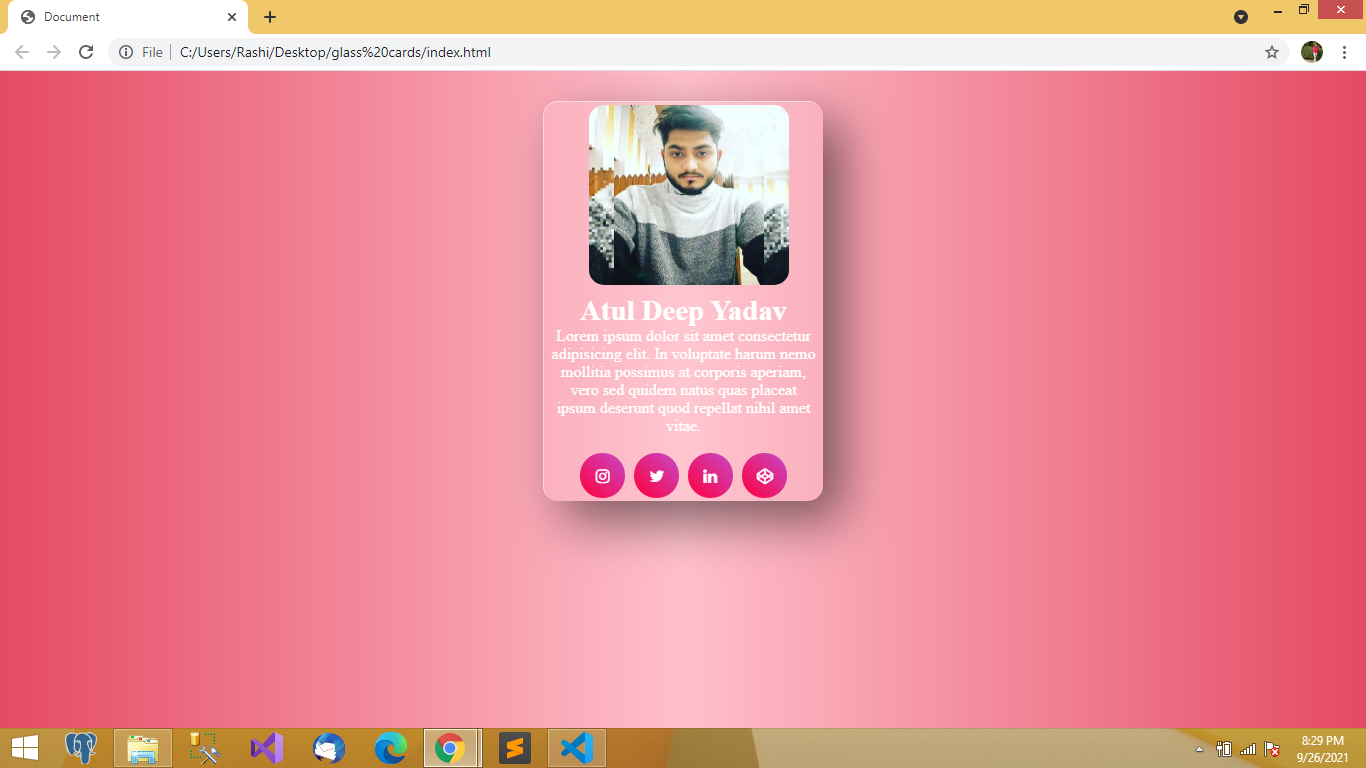 Document
File
C:/Users/Rashi/Desktop/glass%20cards/index.html
Atul Deep Yadav
Lorem ipsum dolor sit amet consectetur
adipisicing elit. In voluptate harum nemo
mollitia possimus at corporis aperiam,
vero sed quidem natus quas placeat
ipsum deserunt quod repellat nihil amet
vitae.
in
8:29 PM
9/26/2021